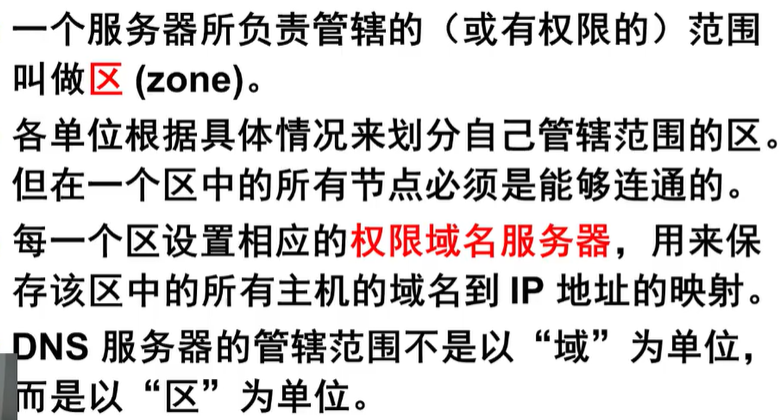 一个服务器所负责管辖的（或有权限的）范围
叫做区 (zone)。
各单位根据具体情况来划分自己管辖范围的区。
但在一个区中的所有节点必须是能够连通的。
每一个区设置相应的权限域名服务器，用来保
存该区中的所有主机的域名到 IP 地址的映射。
DNS 服务器的管辖范围不是以“域”为单位，
而是以“区”为单位。